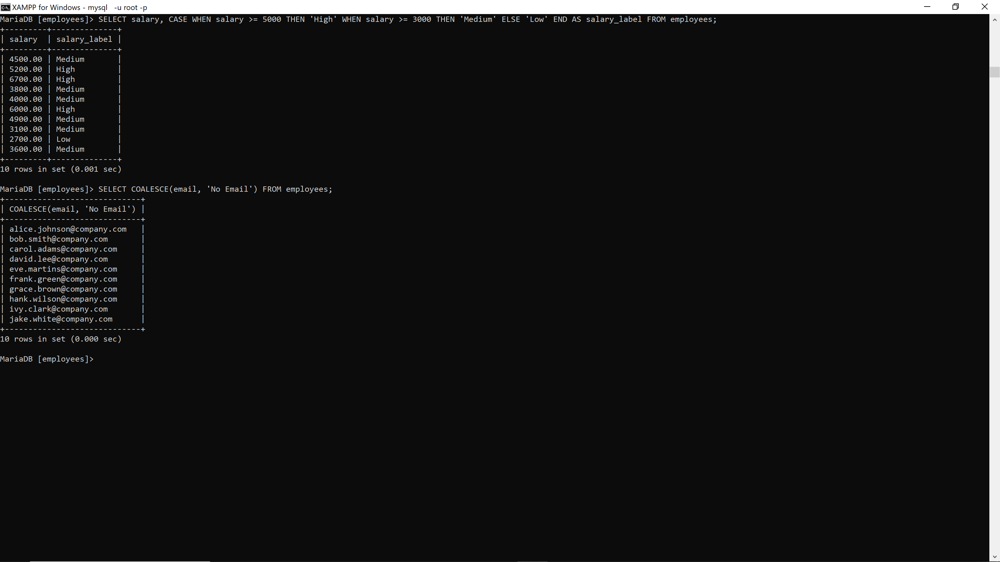 XAMPP for Windows - mysql  -u root -p
MariaDB [employees]> SELECT salary, CASE WHEN salary >= 5000 THEN 'High' WHEN salary >= 3000 THEN 'Medium' ELSE 'Low' END AS salary_label FROM employees;
+---------+--------------+
| salary  | salary_label |
+---------+--------------+
| 4500.00 | Medium       |
| 5200.00 | High         |
| 6700.00 | High         |
| 3800.00 | Medium       |
| 4000.00 | Medium       |
| 6000.00 | High         |
| 4900.00 | Medium       |
| 3100.00 | Medium       |
| 2700.00 | Low          |
| 3600.00 | Medium       |
+---------+--------------+
10 rows in set (0.001 sec)
MariaDB [employees]> SELECT COALESCE(email, 'No Email') FROM employees;
+-----------------------------+
| COALESCE(email, 'No Email') |
+-----------------------------+
| alice.johnson@company.com   |
| bob.smith@company.com       |
| carol.adams@company.com     |
| david.lee@company.com       |
| eve.martins@company.com     |
| frank.green@company.com     |
| grace.brown@company.com     |
| hank.wilson@company.com     |
| ivy.clark@company.com       |
| jake.white@company.com      |
+-----------------------------+
10 rows in set (0.000 sec)
MariaDB [employees]>